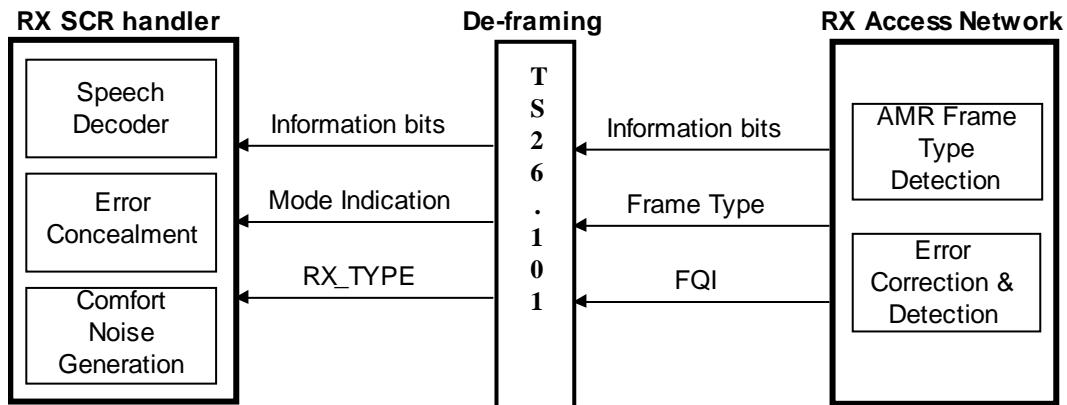 RX SCR handler
De-framing
RX Access Network
Speech
Decoder
Error
Concealment
Comfort
Noise
Generation
Information bits
Mode Indication
RX_TYPE
T
S
2
6
.
1
0
1
Information bits
Frame Type
FQI
AMR Frame
Type
Detection
Error
Correction &
Detection